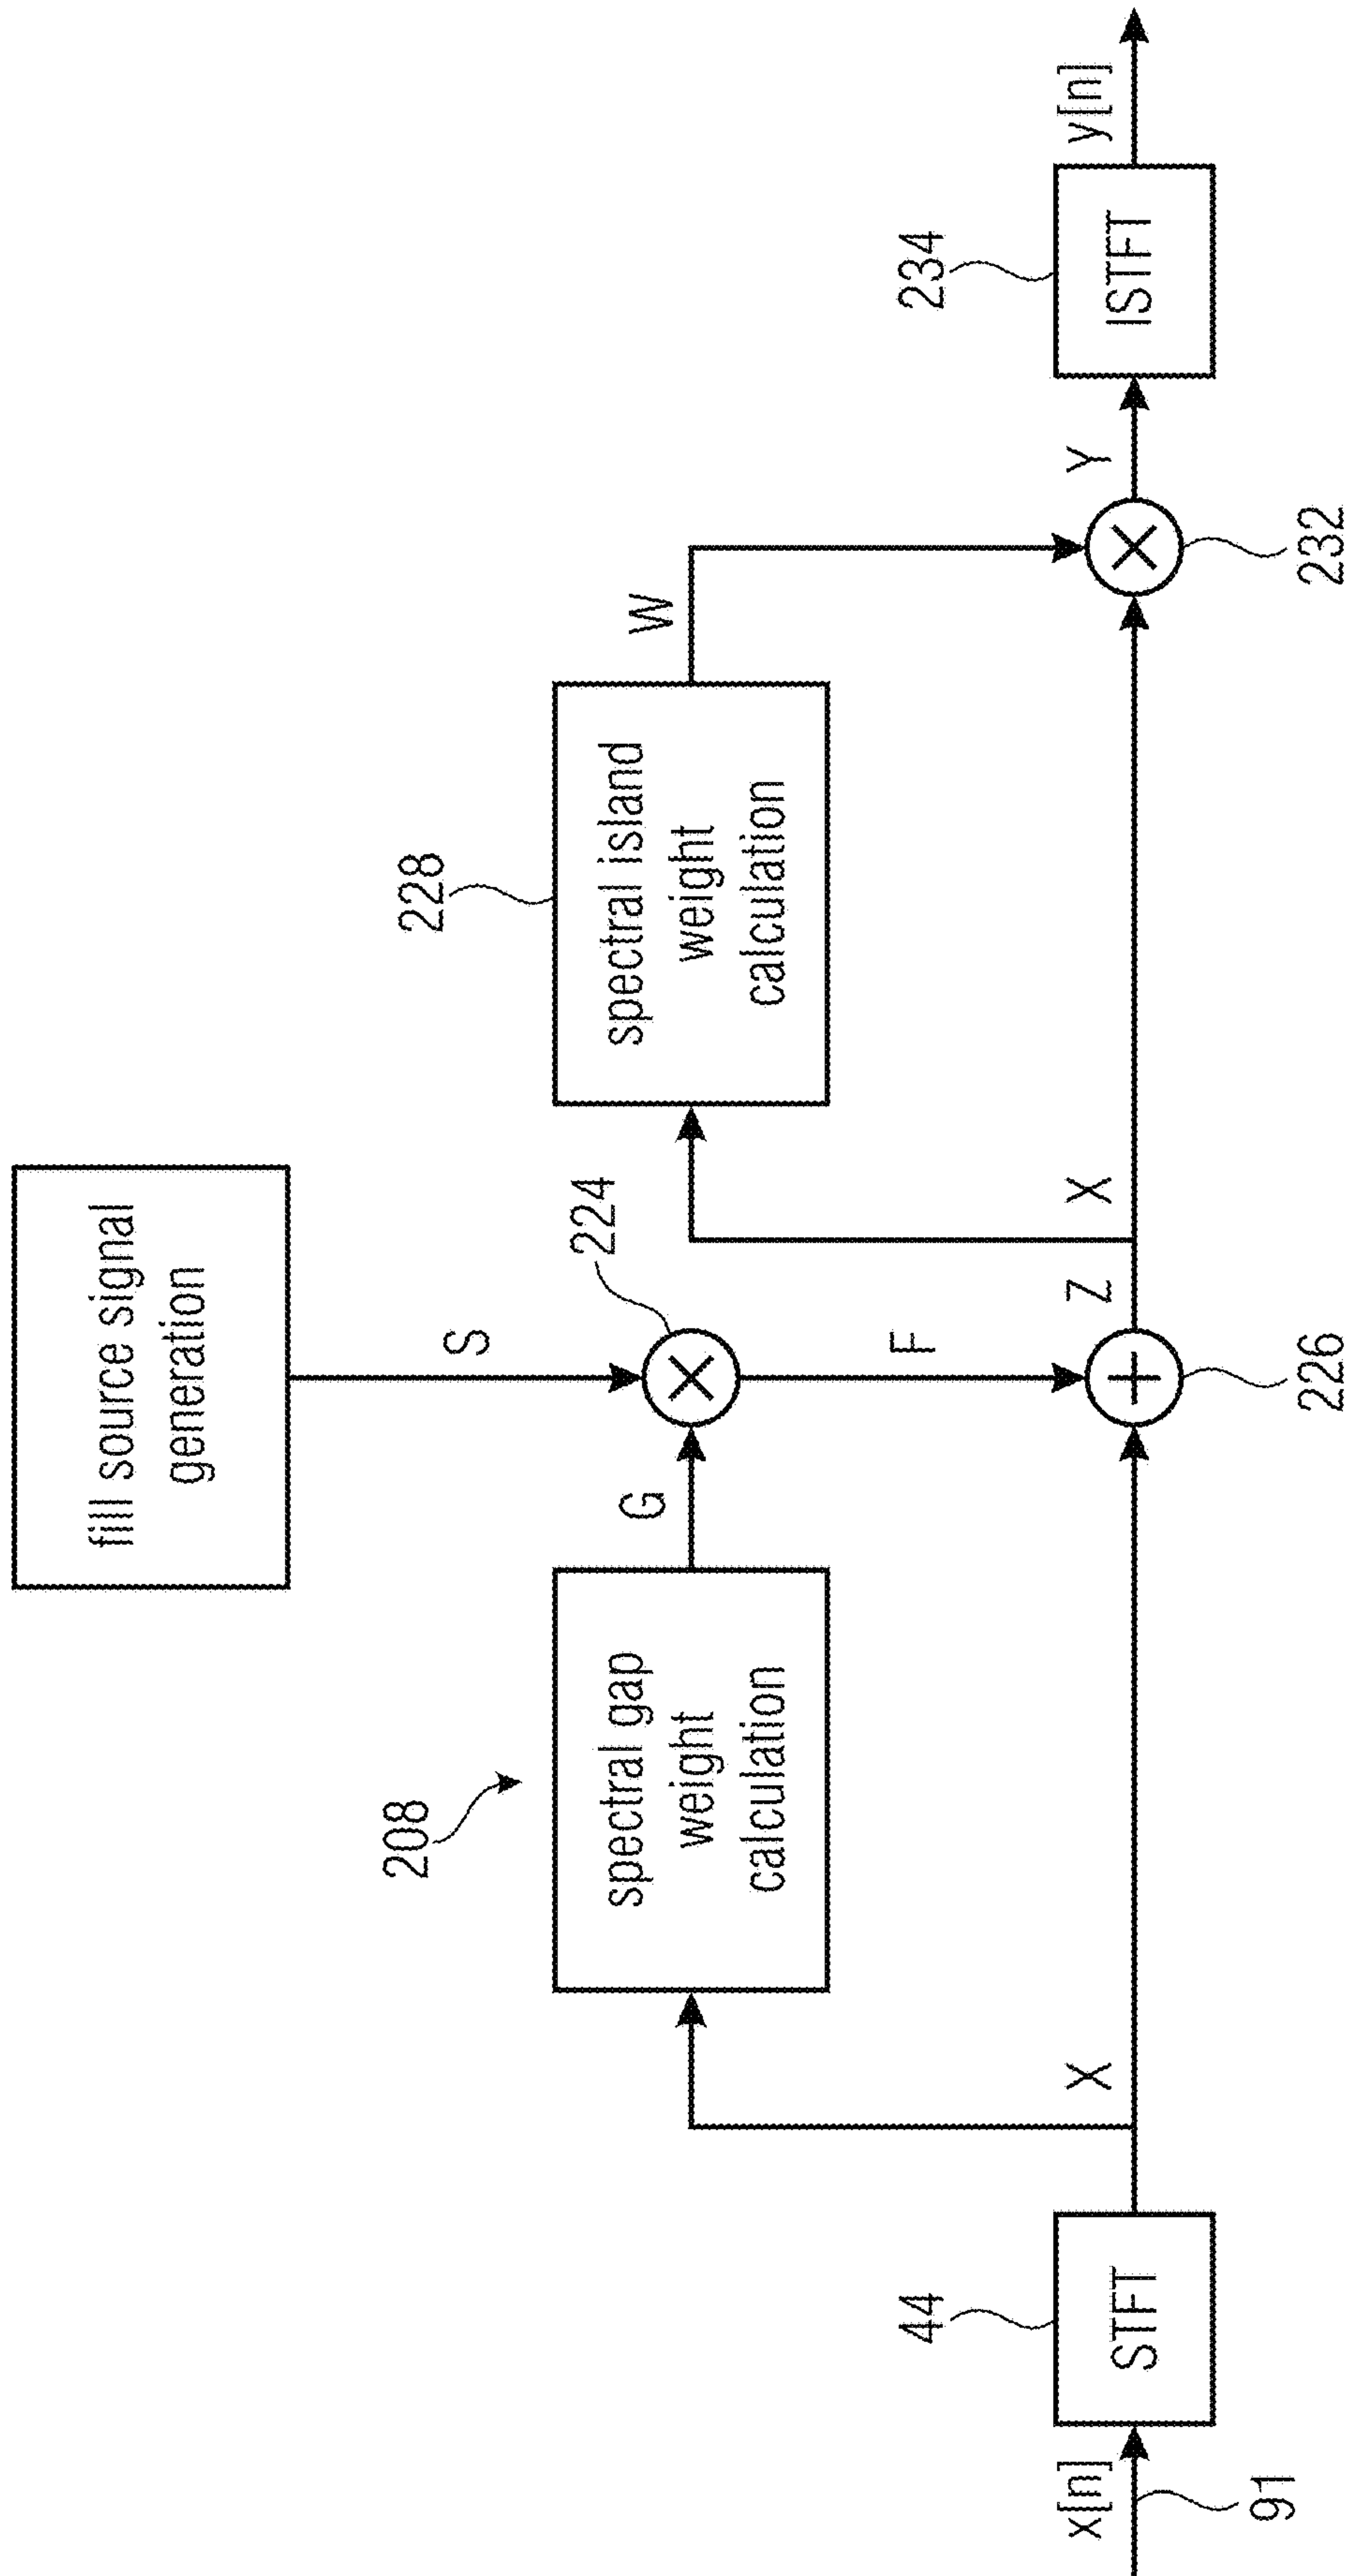 fill source signal
generation
S
224
208
spectral gap
weight
calculation
G
F
228
spectral island
weight
calculation
W
x[n]
91
44
STFT
X
226
Z
X
232
Y
234
ISTFT
y[n]